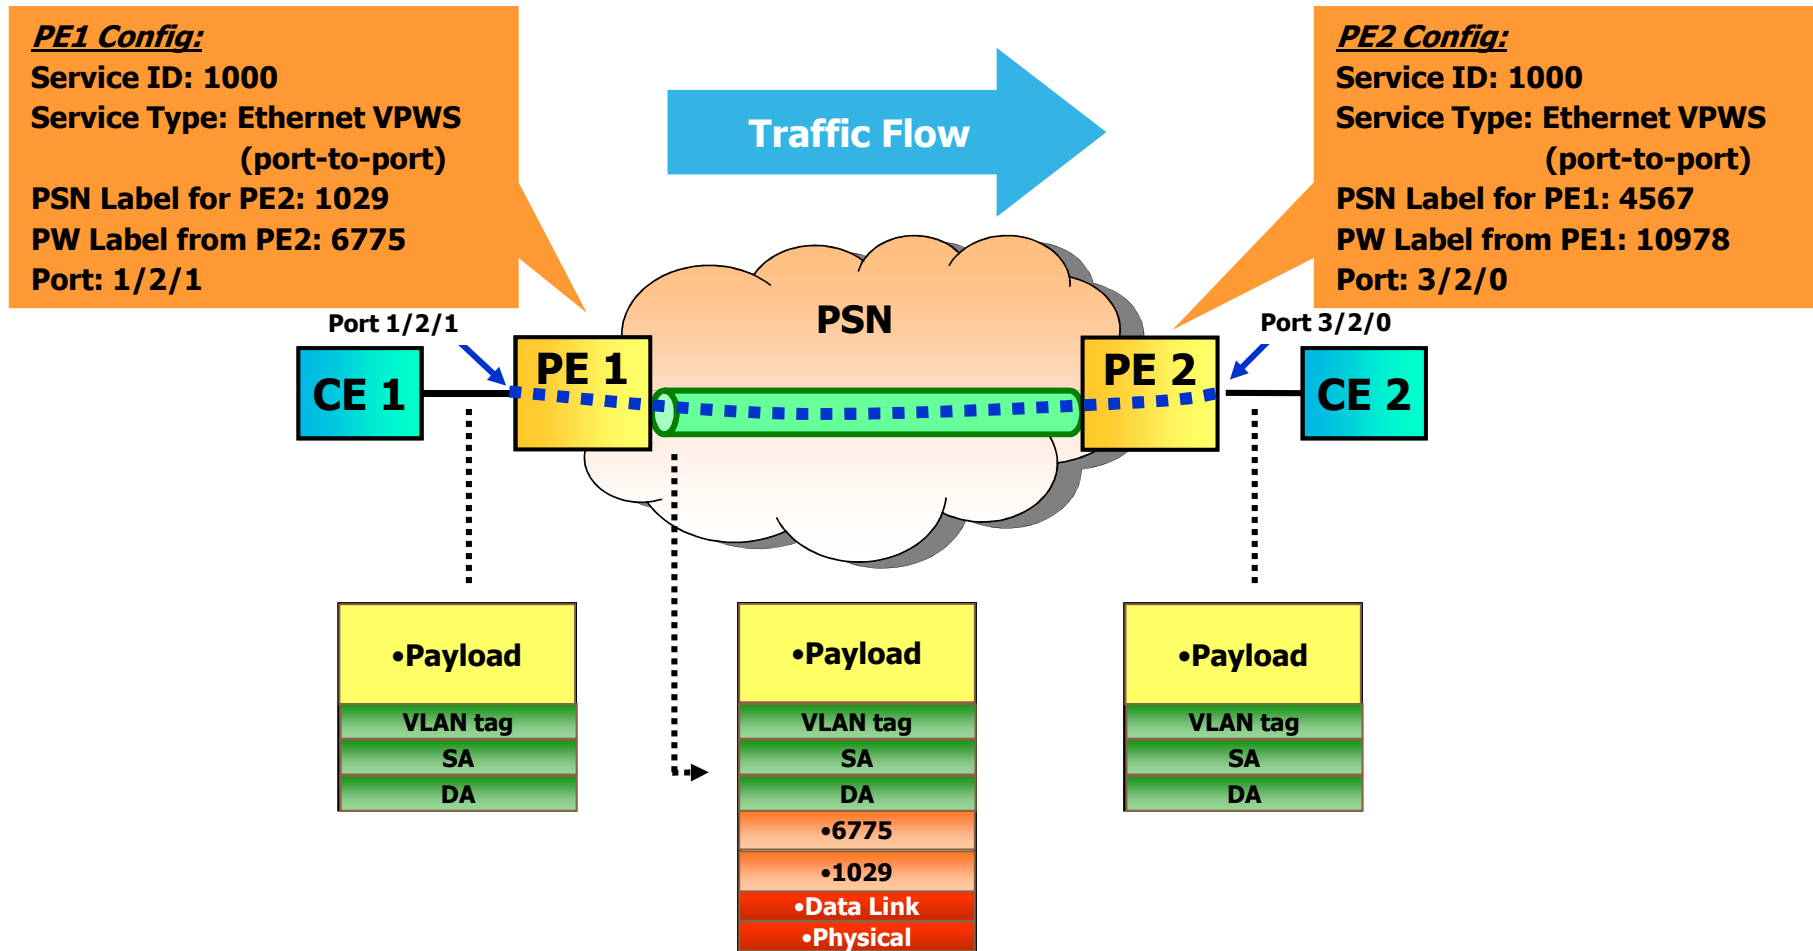 PE1 Config:
Service ID: 1000
Service Type: Ethernet VPWS
(port-to-port)
PSN Label for PE2: 1029
PW Label from PE2: 6775
Port: 1/2/1
Traffic Flow
PE2 Config:
Service ID: 1000
Service Type: Ethernet VPWS
(port-to-port)
PSN Label for PE1: 4567
PW Label from PE1: 10978
Port: 3/2/0
Port 1/2/1
PSN
Port 3/2/0
CE 1
PE 1
PE 2
CE 2
•Payload
VLAN tag
SA
DA
•Payload
VLAN tag
SA
DA
•6775
•1029
•Data Link
•Physical
•Payload
VLAN tag
SA
DA